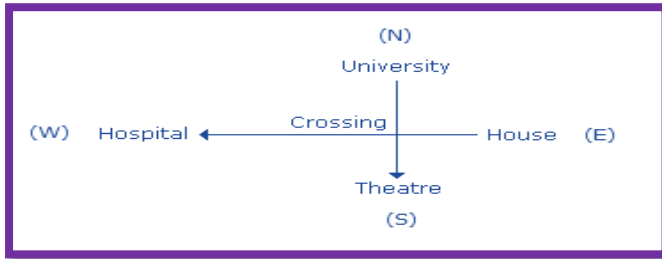 (N)
University
Crossing
(W) Hospital House (E)
Theatre
(S)